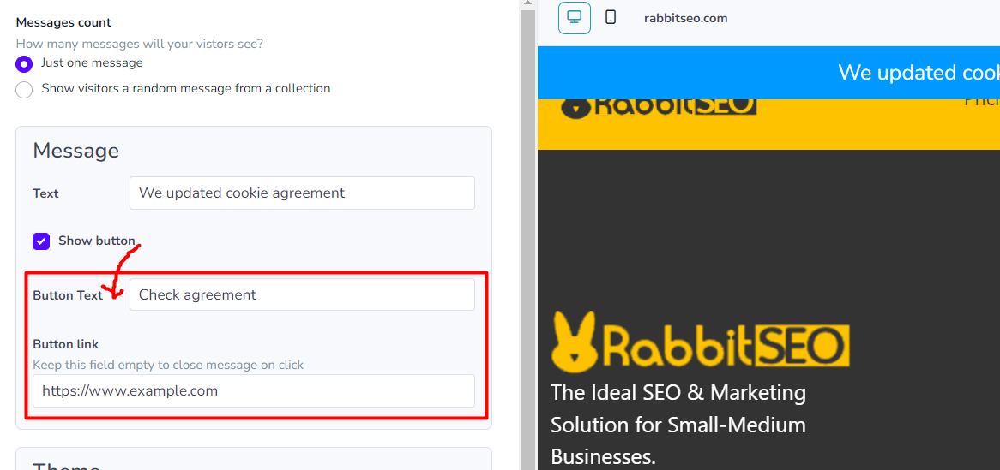 Messages count
How many messages will your vistors see?
Just one message
Show visitors a random message from a collection
Message
Text
We updated cookie agreement
Show button
Button Text
Check agreement
Button link
Keep this field empty to close message on click
https://www.example.com
Theme
rabbitseo.com
We updated cook
RabbitSEO
Pric
RabbitSEO
The Ideal SEO & Marketing
Solution for Small-Medium
Businesses.